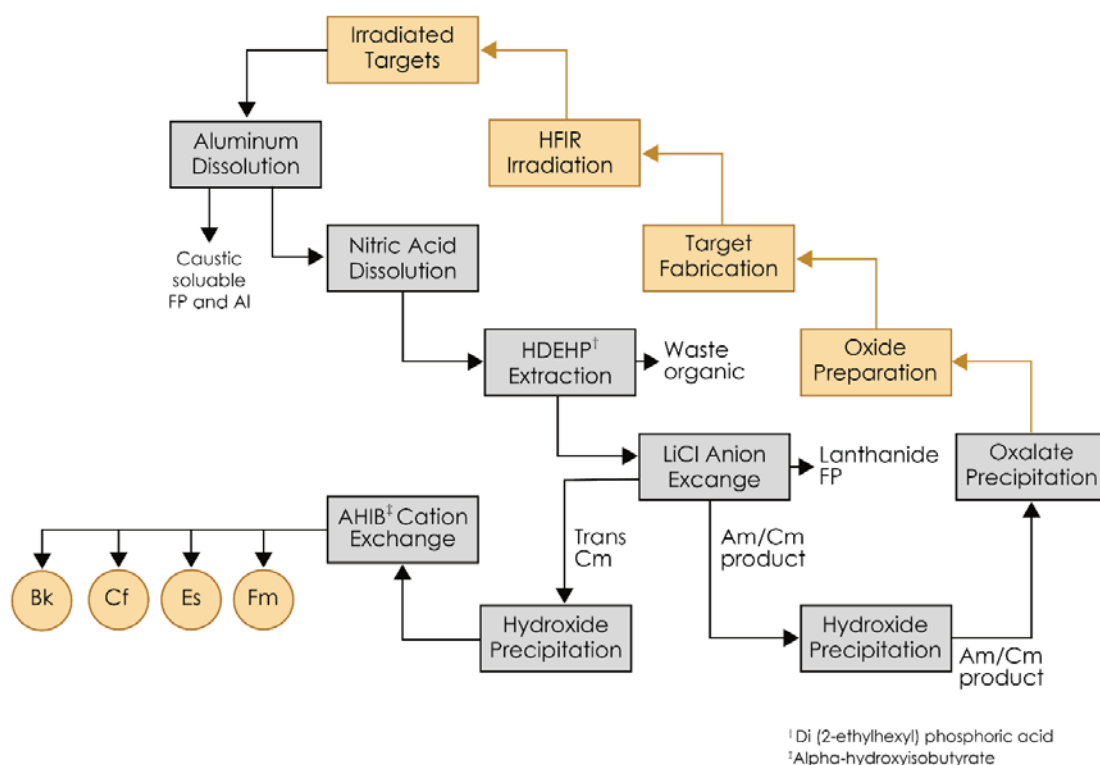 Irradiated
Targets
Aluminum
Dissolution
HFIR
Irradiation
Caustic
soluable
FP and Al
Nitric Acid
Dissolution
Target
Fabrication
HDEHP†
Extraction
Waste
organic
Oxide
Preparation
LiCl Anion
Excange
Lanthanide
FP
Oxalate
Precipitation
AHIB‡ Cation
Exchange
Trans
Cm
Am/Cm
product
Bk
Cf
Es
Fm
Hydroxide
Precipitation
Hydroxide
Precipitation
Am/Cm
product
†Di (2-ethylhexyl) phosphoric acid
‡Alpha-hydroxyisobutyrate